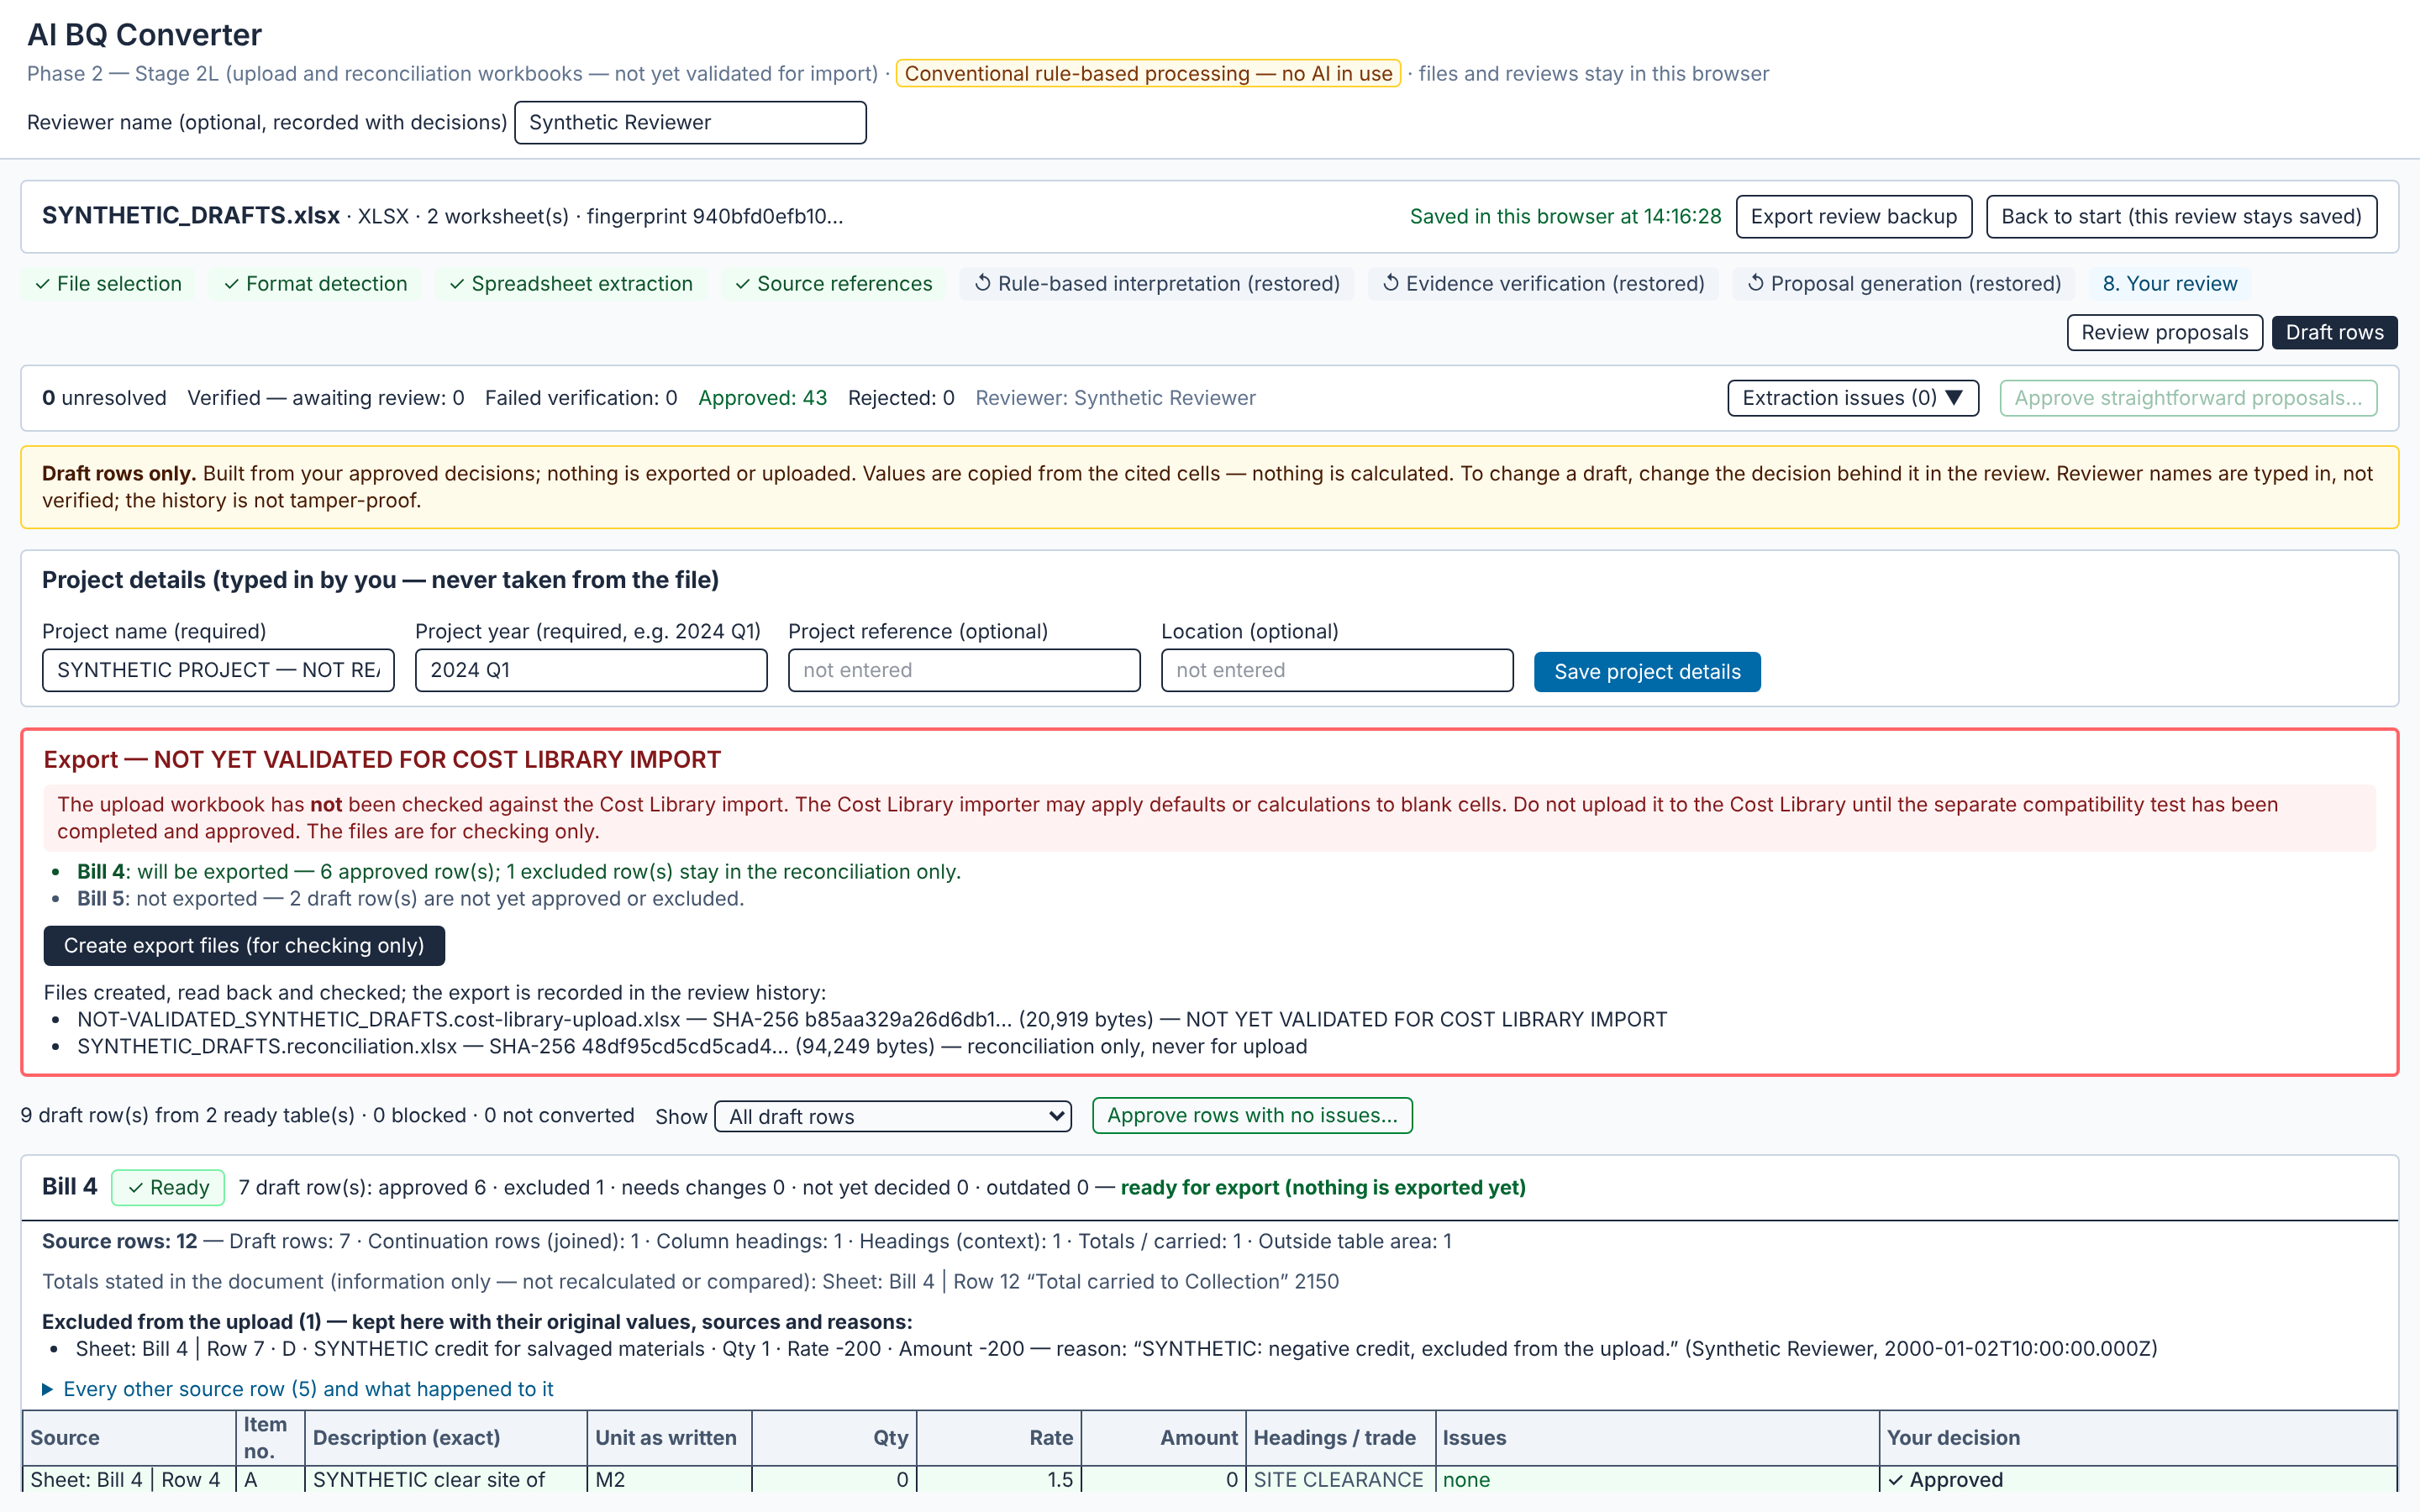 AI BQ Converter
Phase 2 — Stage 2L (upload and reconciliation workbooks — not yet validated for import) · Conventional rule-based processing — no AI in use · files and reviews stay in this browser
Reviewer name (optional, recorded with decisions) Synthetic Reviewer
SYNTHETIC_DRAFTS.xlsx · XLSX · 2 worksheet(s) · fingerprint 940bfd0efb10… Saved in this browser at 14:16:28 Export review backup Back to start (this review stays saved)
✓ File selection ✓ Format detection ✓ Spreadsheet extraction ✓ Source references ↺ Rule-based interpretation (restored) ↺ Evidence verification (restored) ↺ Proposal generation (restored) 8. Your review
Review proposals Draft rows
0 unresolved Verified — awaiting review: 0 Failed verification: 0 Approved: 43 Rejected: 0 Reviewer: Synthetic Reviewer Extraction issues (0) ▼ Approve straightforward proposals…
Draft rows only. Built from your approved decisions; nothing is exported or uploaded. Values are copied from the cited cells — nothing is calculated. To change a draft, change the decision behind it in the review. Reviewer names are typed in, not
verified; the history is not tamper-proof.
Project details (typed in by you — never taken from the file)
Project name (required) Project year (required, e.g. 2024 Q1) Project reference (optional) Location (optional)
SYNTHETIC PROJECT — NOT REA 2024 Q1 not entered not entered Save project details
Export — NOT YET VALIDATED FOR COST LIBRARY IMPORT
The upload workbook has not been checked against the Cost Library import. The Cost Library importer may apply defaults or calculations to blank cells. Do not upload it to the Cost Library until the separate compatibility test has been
completed and approved. The files are for checking only.
• Bill 4: will be exported — 6 approved row(s); 1 excluded row(s) stay in the reconciliation only.
• Bill 5: not exported — 2 draft row(s) are not yet approved or excluded.
Create export files (for checking only)
Files created, read back and checked; the export is recorded in the review history:
• NOT-VALIDATED_SYNTHETIC_DRAFTS.cost-library-upload.xlsx — SHA-256 b85aa329a26d6db1… (20,919 bytes) — NOT YET VALIDATED FOR COST LIBRARY IMPORT
• SYNTHETIC_DRAFTS.reconciliation.xlsx — SHA-256 48df95cd5cd5cad4… (94,249 bytes) — reconciliation only, never for upload
9 draft row(s) from 2 ready table(s) · 0 blocked · 0 not converted Show All draft rows Approve rows with no issues…
Bill 4 ✓ Ready 7 draft row(s): approved 6 · excluded 1 · needs changes 0 · not yet decided 0 · outdated 0 — ready for export (nothing is exported yet)
Source rows: 12 — Draft rows: 7 · Continuation rows (joined): 1 · Column headings: 1 · Headings (context): 1 · Totals / carried: 1 · Outside table area: 1
Totals stated in the document (information only — not recalculated or compared): Sheet: Bill 4 | Row 12 “Total carried to Collection” 2150
Excluded from the upload (1) — kept here with their original values, sources and reasons:
• Sheet: Bill 4 | Row 7 · D · SYNTHETIC credit for salvaged materials · Qty 1 · Rate -200 · Amount -200 — reason: “SYNTHETIC: negative credit, excluded from the upload.” (Synthetic Reviewer, 2000-01-02T10:00:00.000Z)
▶ Every other source row (5) and what happened to it
Source Item no. Description (exact) Unit as written Qty Rate Amount Headings / trade Issues Your decision
Sheet: Bill 4 | Row 4 A SYNTHETIC clear site of M2 0 1.5 0 SITE CLEARANCE none ✓ Approved